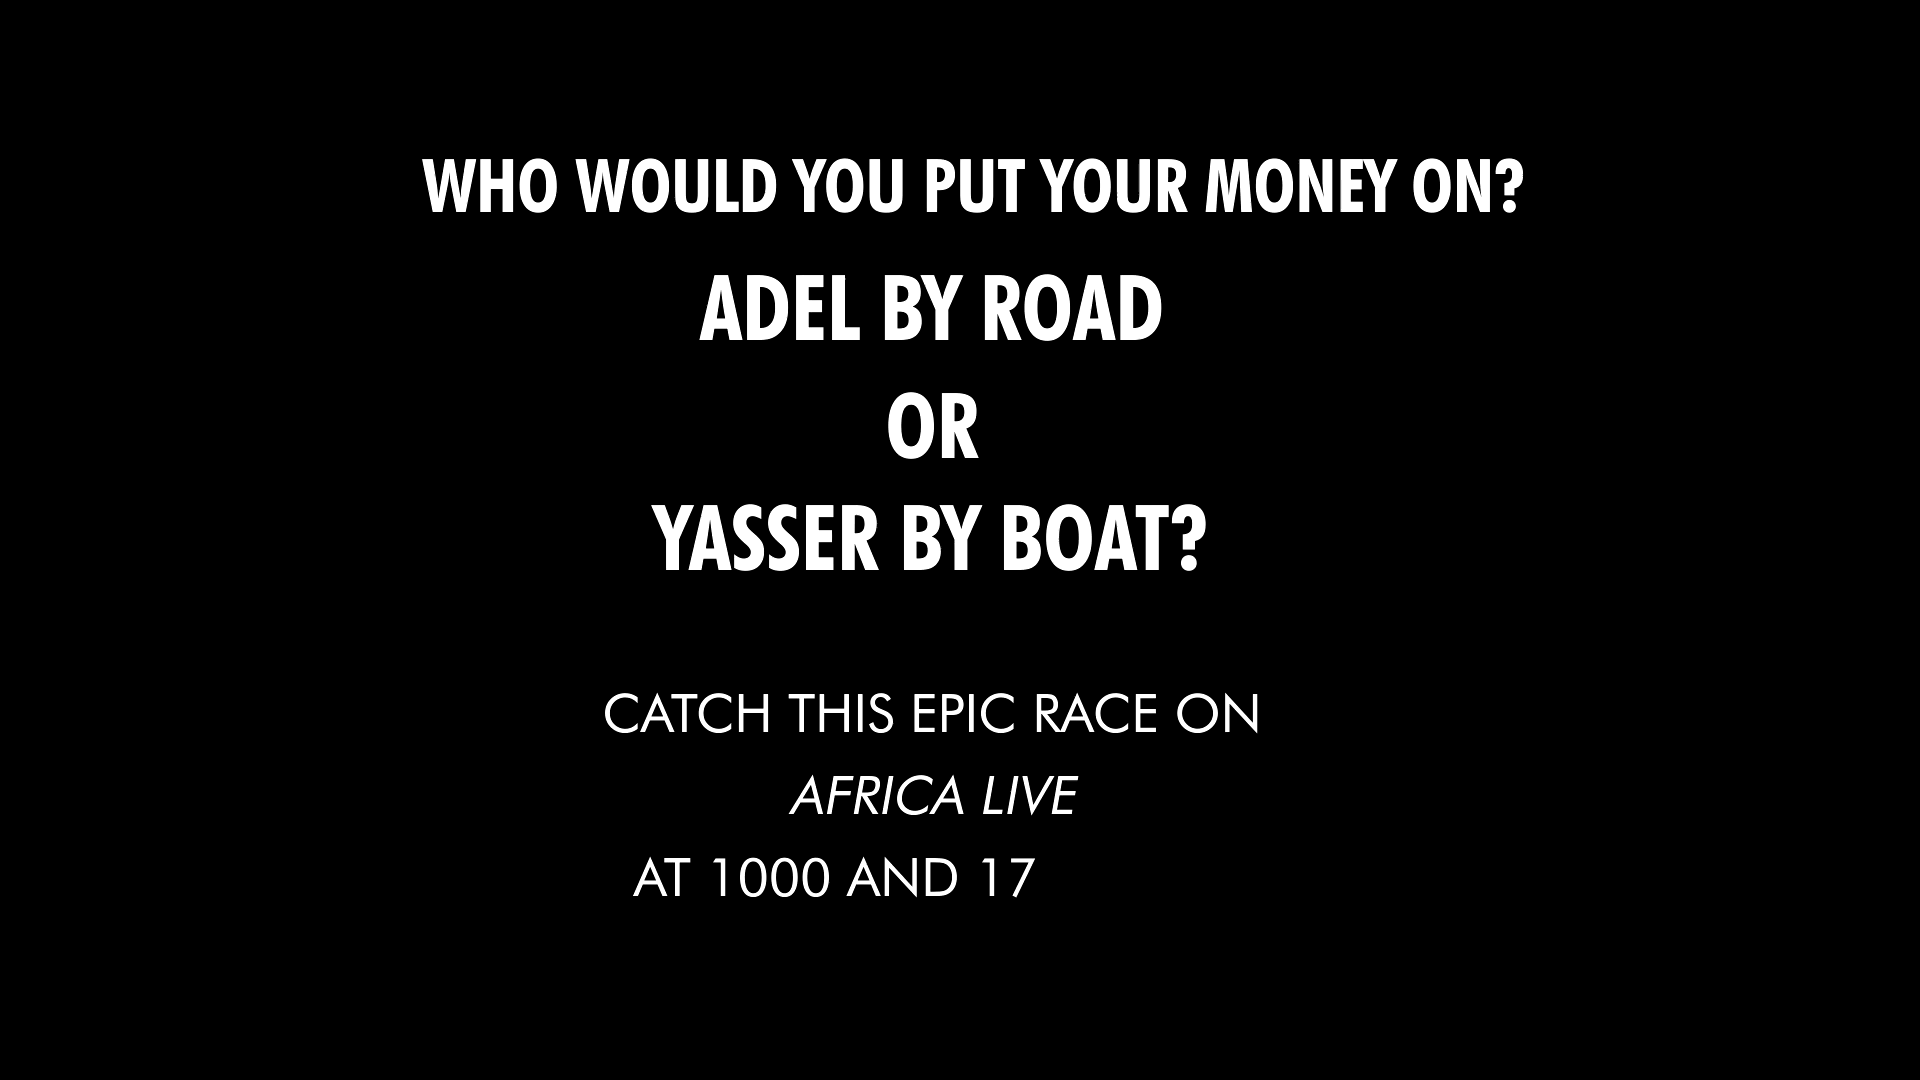 WHO WOULD YOU PUT YOUR MONEY ON?
ADEL BY ROAD
OR
YASSER BY BOAT?
CATCH THIS EPIC RACE ON
AFRICA LIVE
AT 1000 AND 17